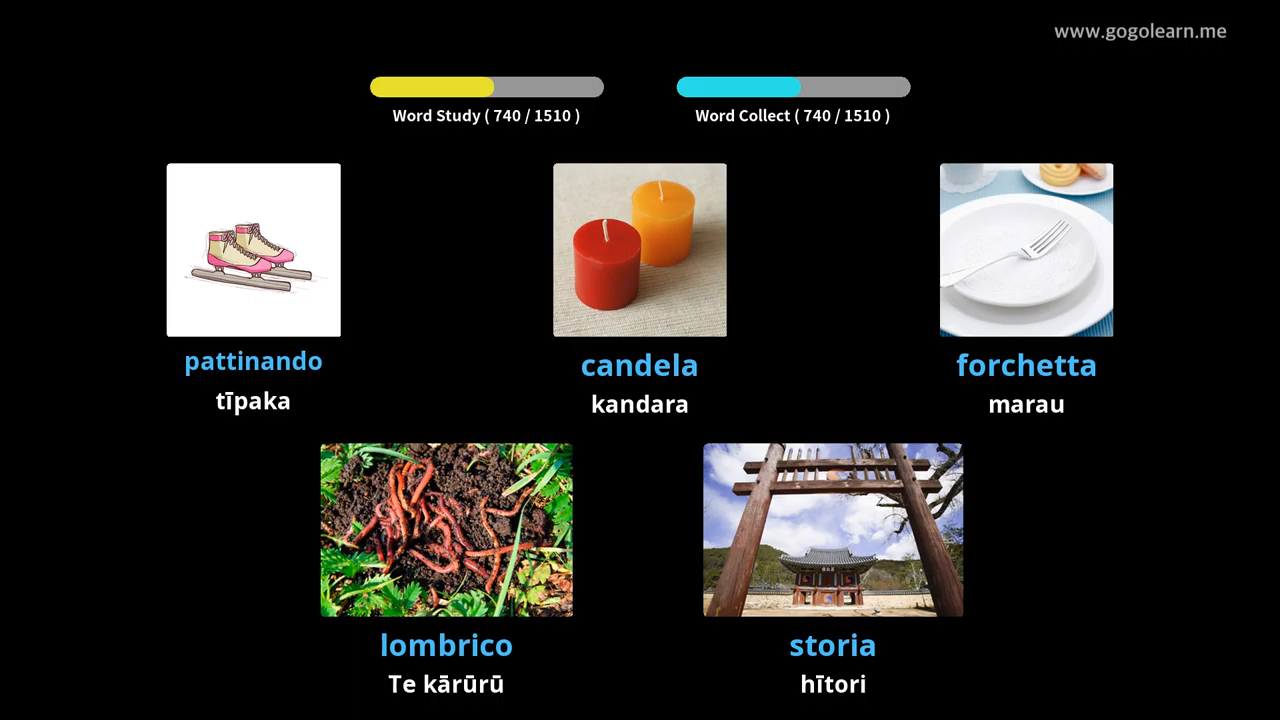 www.gogolearn.me
Word Study ( 740 / 1510 )
Word Collect ( 740 / 1510 )
pattinando
tīpaka
candela
kandara
forchetta
marau
lombrico
Te kārūrū
storia
hītori